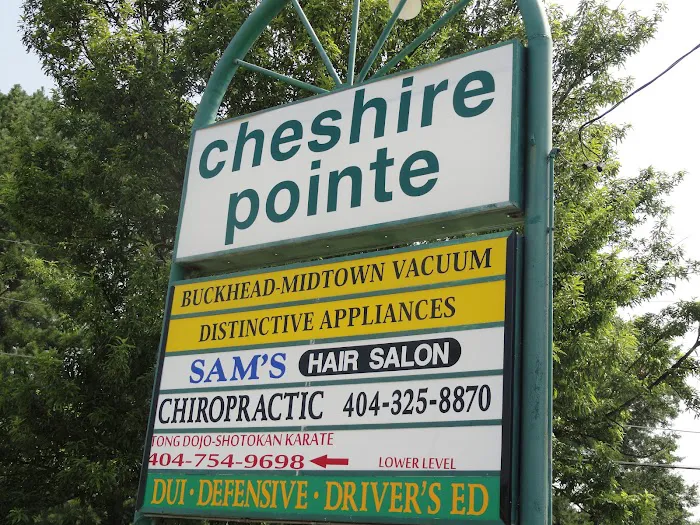 cheshire
pointe
BUCKHEAD-MIDTOWN VACUUM
DISTINCTIVE APPLIANCES
SAM'S HAIR SALON
CHIROPRACTIC 404-325-8870
TONG DOJO-SHOTOKAN KARATE
404-754-9698 LOWER LEVEL
DUI · DEFENSIVE · DRIVER'S ED